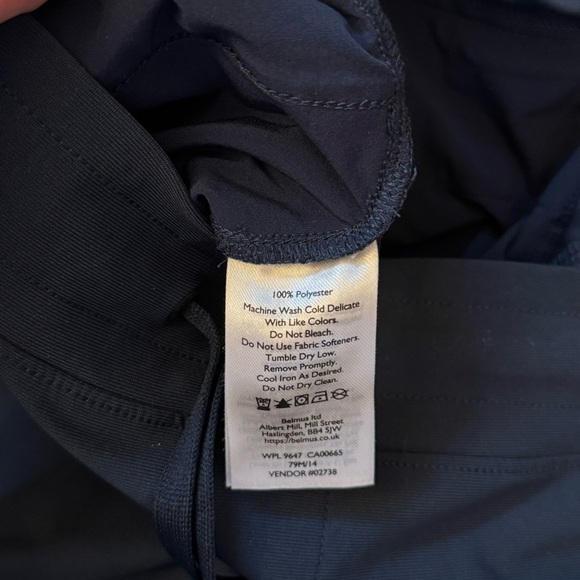 100% Polyester
Machine Wash Cold Delicate
With Like Colors.
Do Not Bleach.
Do Not Use Fabric Softeners.
Tumble Dry Low.
Remove Promptly.
Cool Iron As Desired.
Do Not Dry Clean.
Belmus ltd
Albert Mill, Mill Street
Haslingden, BB4 5JW
https://belmus.co.uk
WPL 9647 CA00665
79M/14
VENDOR #02738